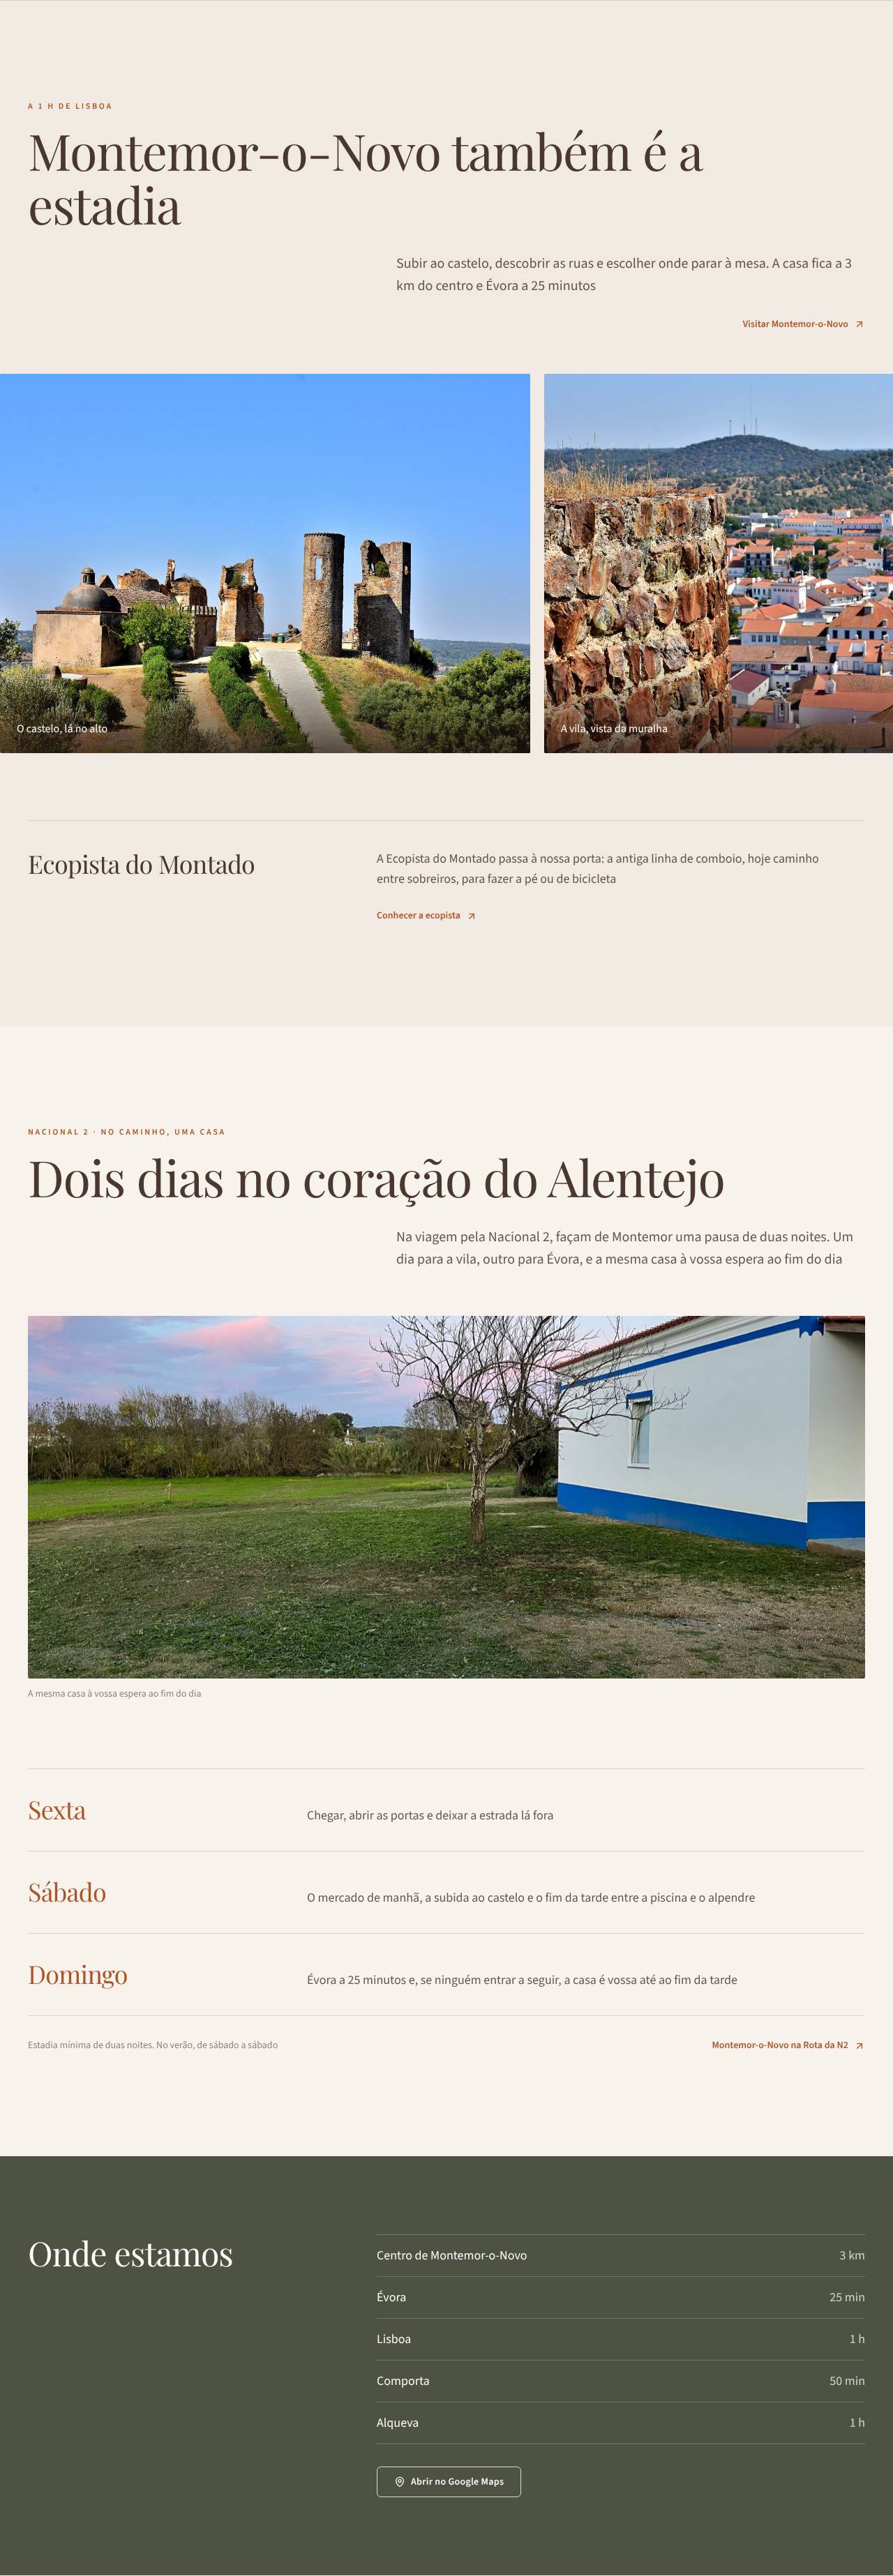 A 1 H DE LISBOA
Montemor-o-Novo também é a
estadia
Subir ao castelo, descobrir as ruas e escolher onde parar à mesa. A casa fica a 3
km do centro e Évora a 25 minutos
Visitar Montemor-o-Novo
O castelo, lá no alto
A vila, vista da muralha
Ecopista do Montado
A Ecopista do Montado passa à nossa porta: a antiga linha de comboio, hoje caminho
entre sobreiros, para fazer a pé ou de bicicleta
Conhecer a ecopista
NACIONAL 2 · NO CAMINHO, UMA CASA
Dois dias no coração do Alentejo
Na viagem pela Nacional 2, façam de Montemor uma pausa de duas noites. Um
dia para a vila, outro para Évora, e a mesma casa à vossa espera ao fim do dia
A mesma casa à vossa espera ao fim do dia
Sexta
Chegar, abrir as portas e deixar a estrada lá fora
Sábado
O mercado de manhã, a subida ao castelo e o fim da tarde entre a piscina e o alpendre
Domingo
Évora a 25 minutos e, se ninguém entrar a seguir, a casa é vossa até ao fim da tarde
Estadia mínima de duas noites. No verão, de sábado a sábado
Montemor-o-Novo na Rota da N2
Onde estamos
Centro de Montemor-o-Novo 3 km
Évora 25 min
Lisboa 1 h
Comporta 50 min
Alqueva 1 h
Abrir no Google Maps